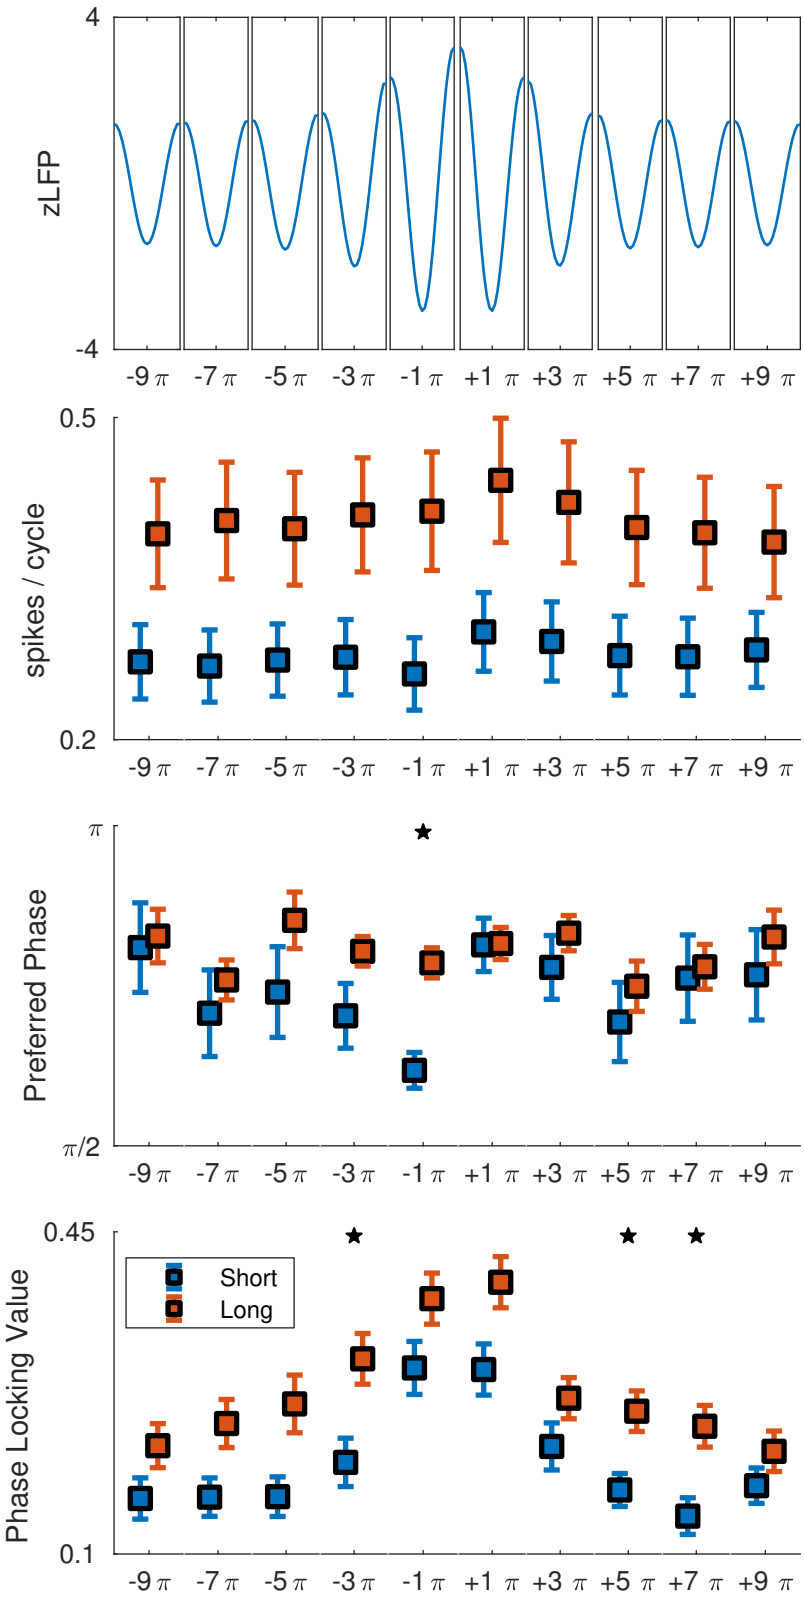 4
zLFP
-4
-9 π -7 π -5 π -3 π -1 π +1 π +3 π +5 π +7 π +9 π
0.5
spikes / cycle
0.2
-9 π -7 π -5 π -3 π -1 π +1 π +3 π +5 π +7 π +9 π
π
Preferred Phase
π/2
-9 π -7 π -5 π -3 π -1 π +1 π +3 π +5 π +7 π +9 π
0.45
Short
Long
Phase Locking Value
0.1
-9 π -7 π -5 π -3 π -1 π +1 π +3 π +5 π +7 π +9 π